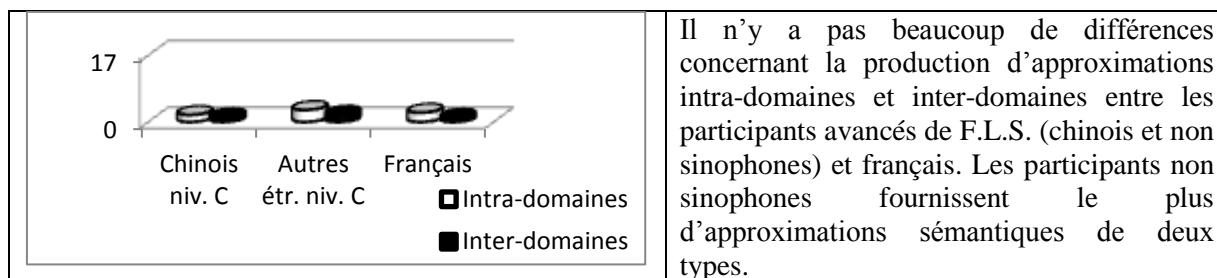 17
0
Chinois niv. C
Autres étr. niv. C
Français
Intra-domaines
Inter-domaines
Il n’y a pas beaucoup de différences
concernant la production d’approximations
intra-domaines et inter-domaines entre les
participants avancés de F.L.S. (chinois et non
sinophones) et français. Les participants non
sinophones fournissent le plus
d’approximations sémantiques de deux
types.